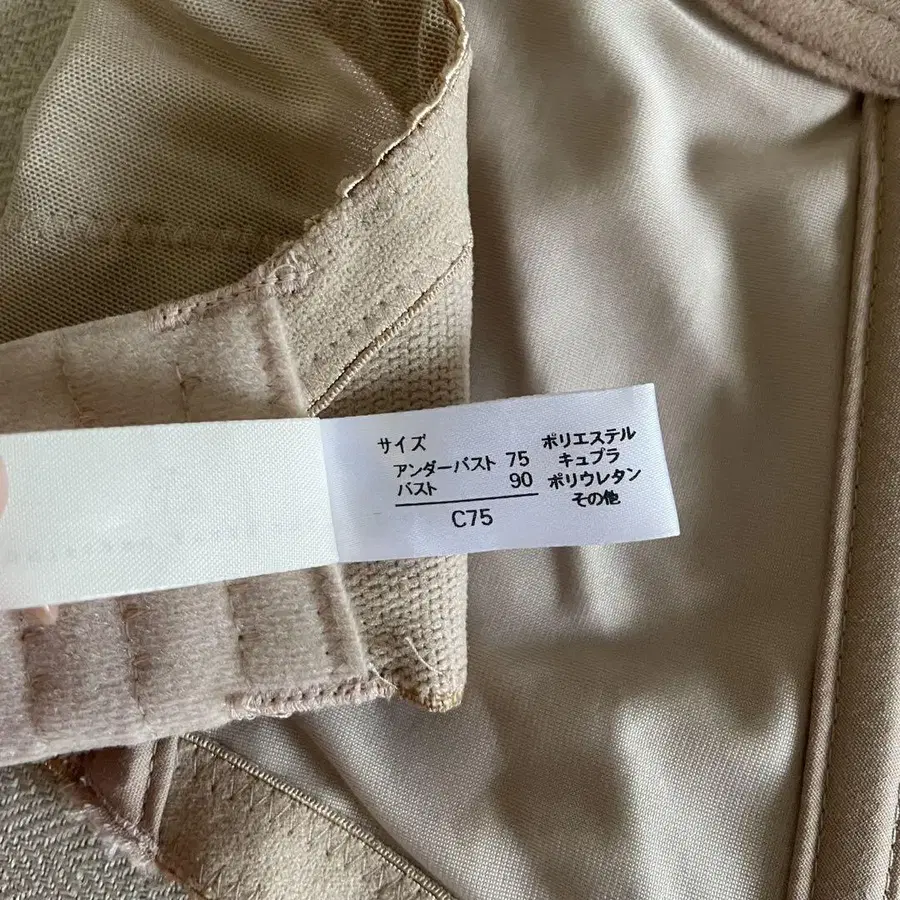 サイズ
アンダーバスト 75
バスト 90
C75
ポリエステル
キュプラ
ポリウレタン
その他